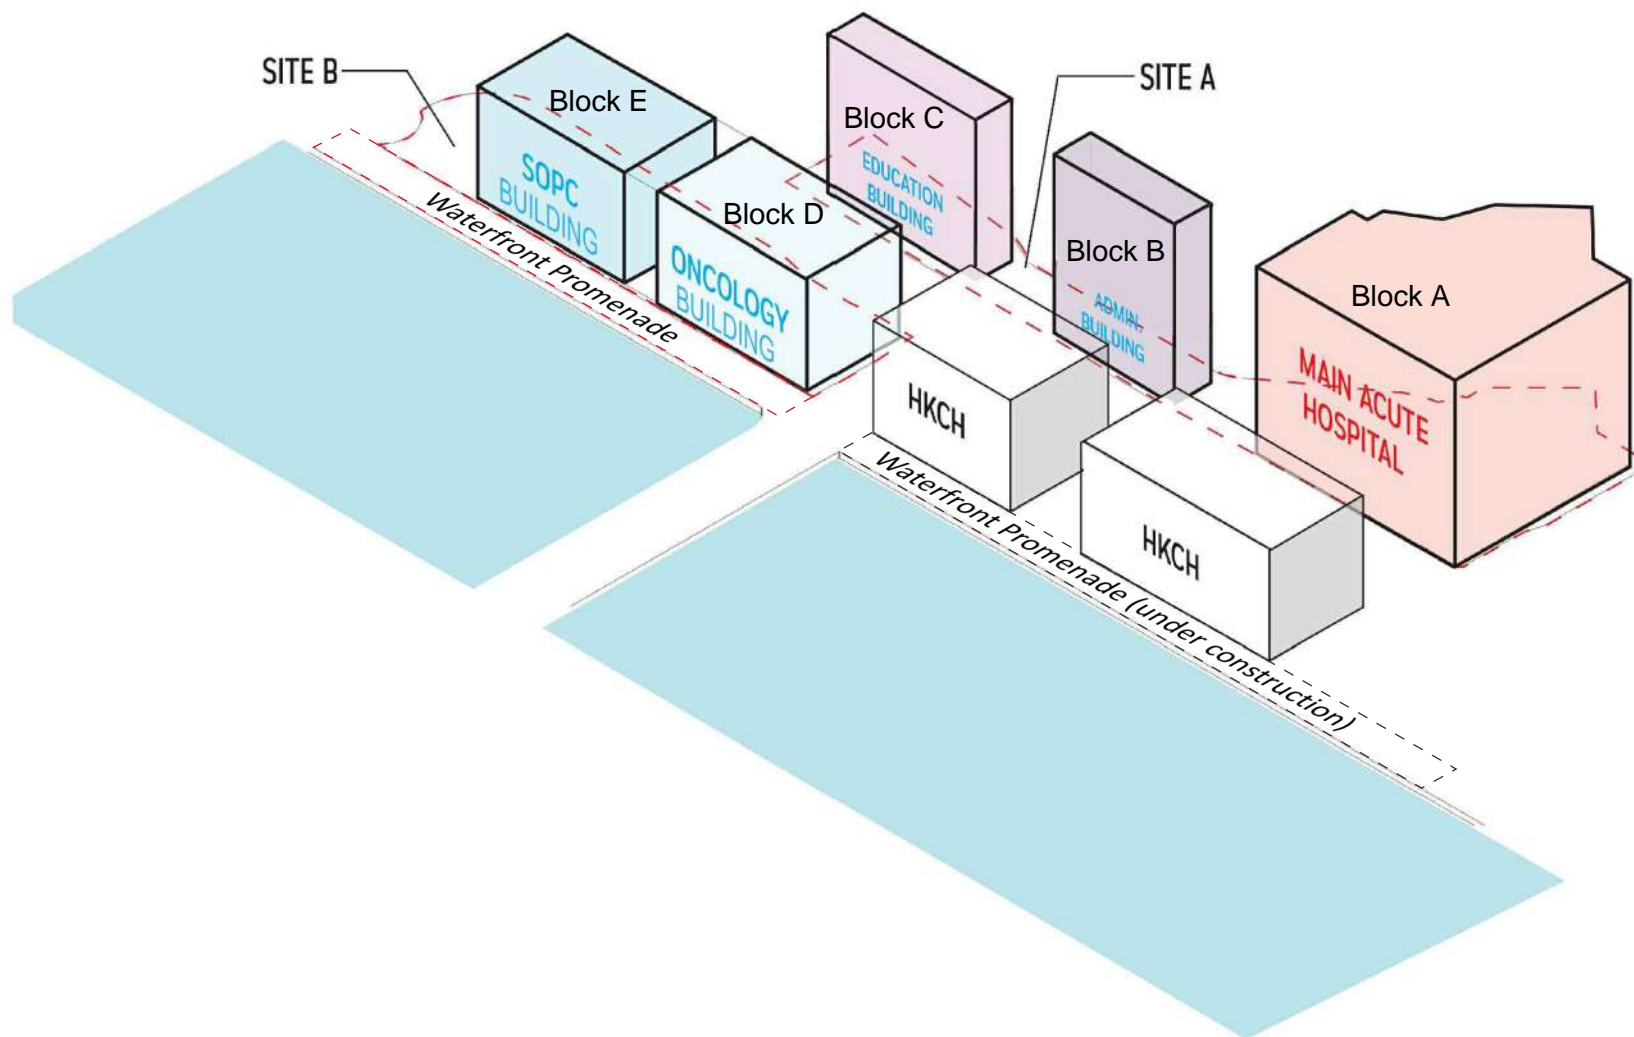 SITE B
SITE A
Block E
SOPC
BUILDING
Block C
EDUCATION
BUILDING
Block D
ONCOLOGY
BUILDING
Block B
ADMIN.
BUILDING
Block A
MAIN ACUTE
HOSPITAL
Waterfront Promenade
HKCH
HKCH
Waterfront Promenade (under construction)